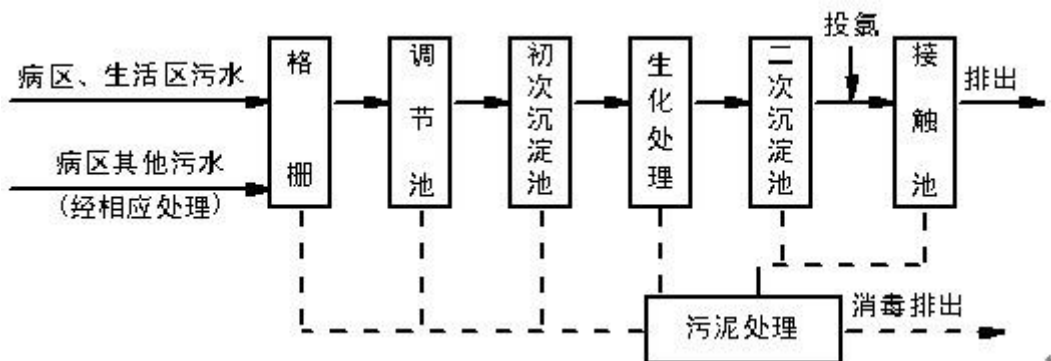 病区、生活区污水
病区其他污水
(经相应处理)
格栅
调节池
初次沉淀池
生化处理
二次沉淀池
投氯
接触池
排出
污泥处理
消毒排出